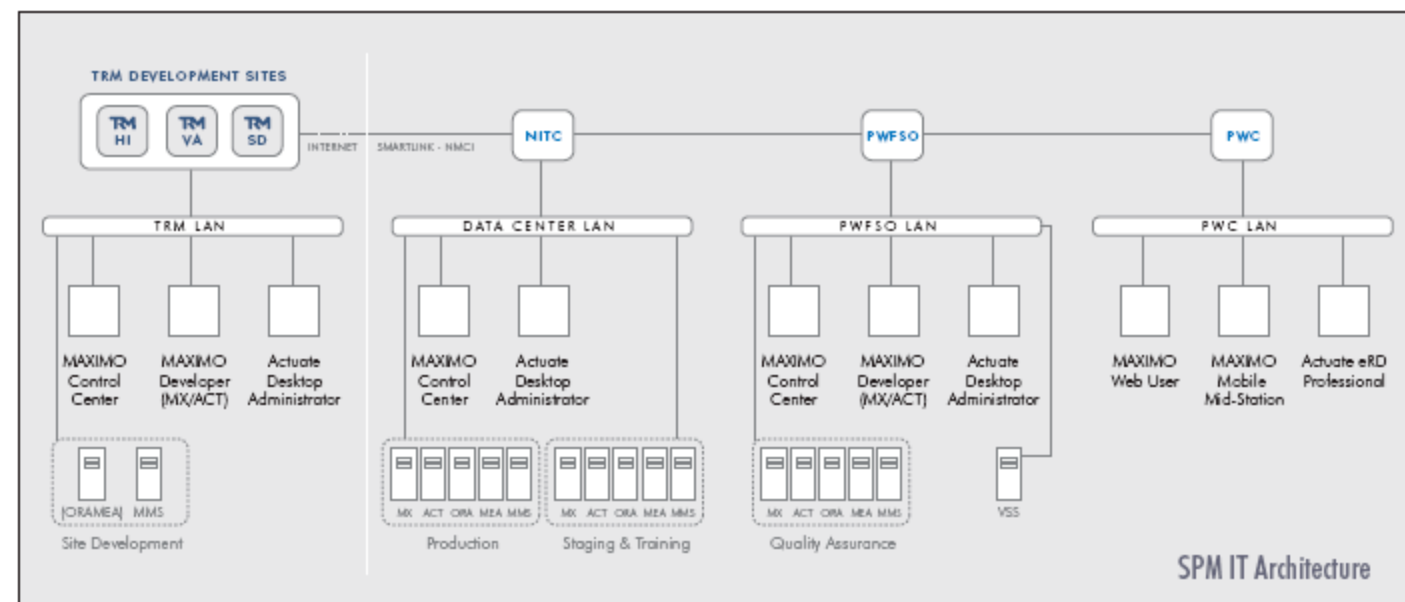 TRM DEVELOPMENT SITES
TRM HI
TRM VA
TRM SD
INTERNET
SMARTLINK - NMCI
NITC
PWFSO
PWC
TRM LAN
DATA CENTER LAN
PWFSO LAN
PWC LAN
MAXIMO
Control
Center
MAXIMO
Developer
(MX/ACT)
Actuate
Desktop
Administrator
MAXIMO
Control
Center
Actuate
Desktop
Administrator
MAXIMO
Control
Center
MAXIMO
Developer
(MX/ACT)
Actuate
Desktop
Administrator
MAXIMO
Web User
MAXIMO
Mobile
Mid-Station
Actuate eRD
Professional
(ORAMEA) MMS
Site Development
MX ACT ORA MEA MMS
Production
MX ACT ORA MEA MMS
Staging & Training
MX ACT ORA MEA MMS
Quality Assurance
VSS
SPM IT Architecture